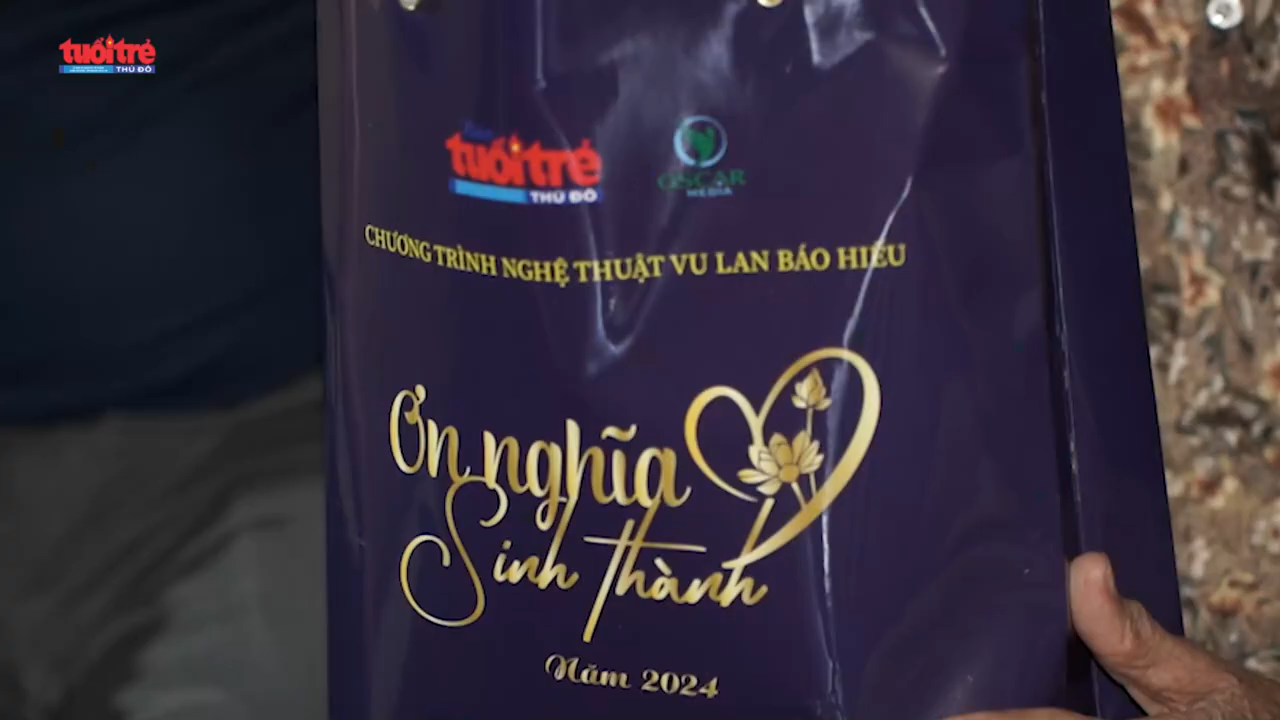 tuổitrẻ
THỦ ĐÔ
tuổitrẻ
THỦ ĐÔ
OSCAR
MEDIA
CHƯƠNG TRÌNH NGHỆ THUẬT VU LAN BÁO HIẾU
Ơn nghĩa
Sinh thành
Năm 2024